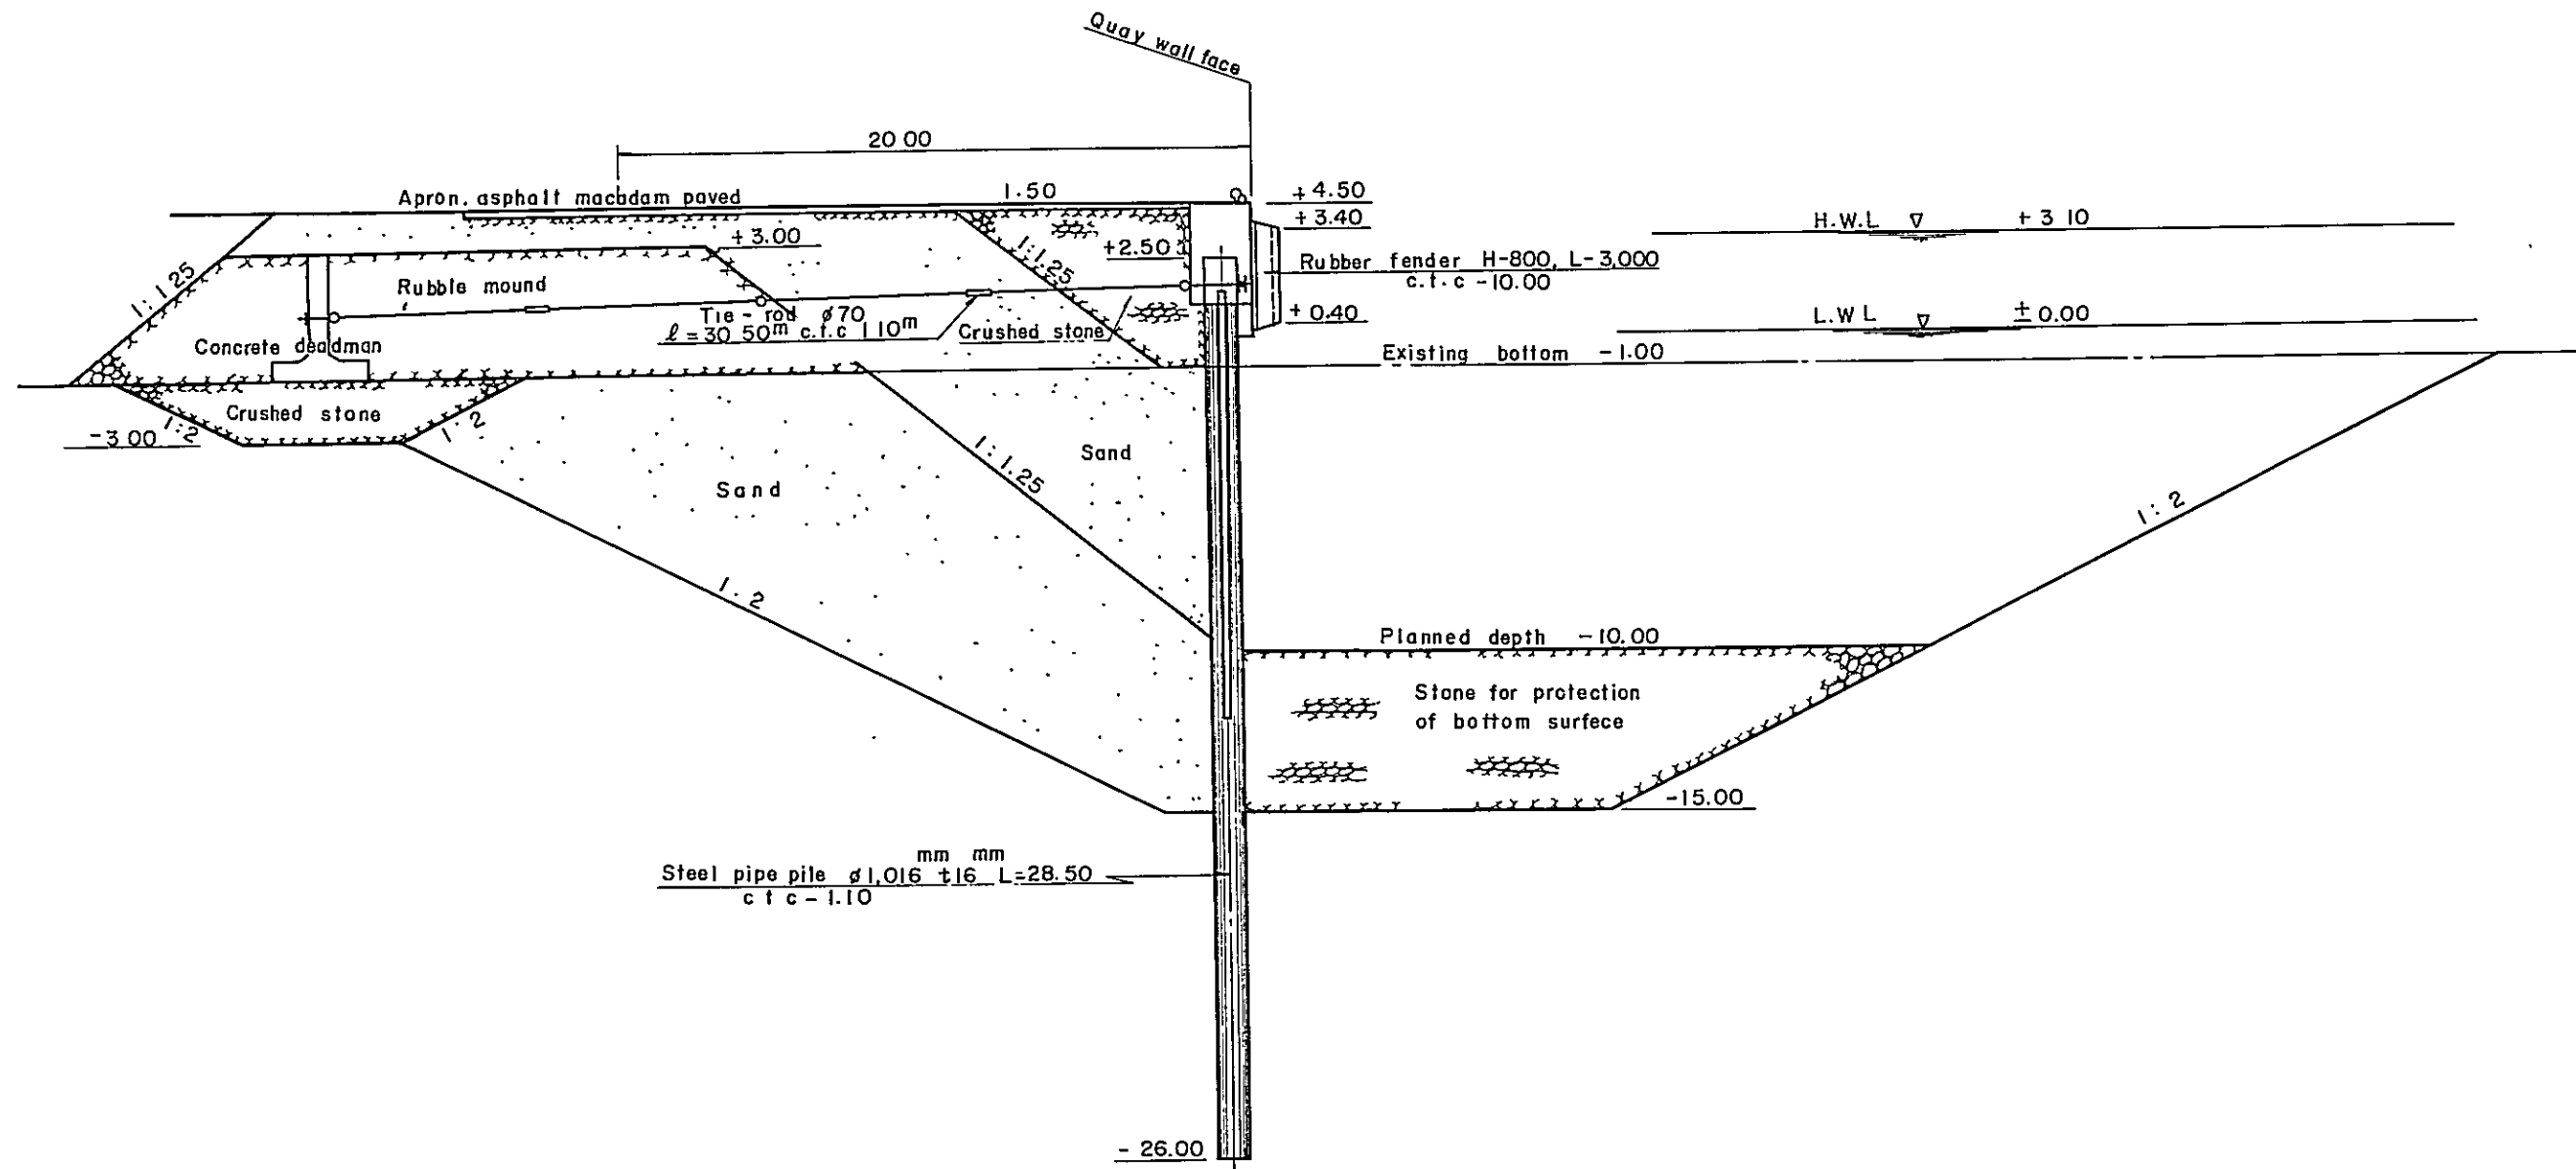 Quay wall face
20 00
Apron. asphalt macadam paved
1:50
+4.50
+3.40
H.W.L
+3 10
+3.00
+2.50
1:1.25
1:1 25
Rubble mound
Rubber fender H-800, L-3,000
c.t.c -10.00
Tie-rod ø70
ℓ=30 50m c.t.c 1 10m
Crushed stone
+0.40
L.W L
±0.00
Concrete deadman
Existing bottom -1.00
Crushed stone
1:2
1:2
-3 00
1:1.25
Sand
Sand
1:2
1:2
Planned depth -10.00
Stone for protection
of bottom surfece
-15.00
mm mm
Steel pipe pile ø1,016 t16 L=28.50
c t c - 1.10
- 26.00